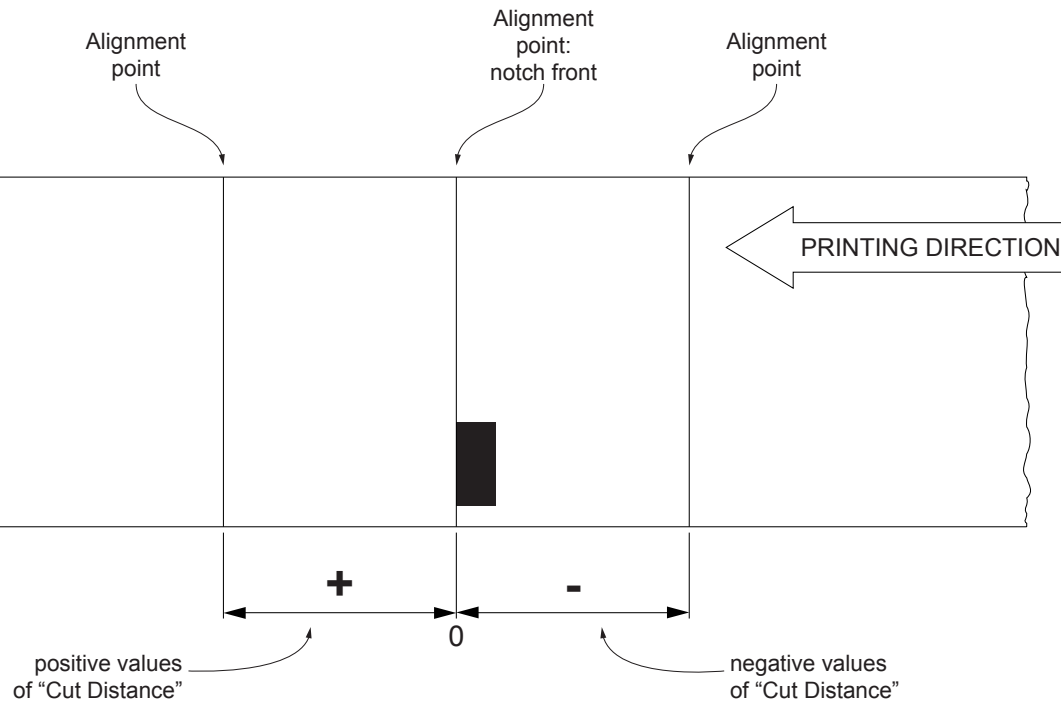 Alignment
point
Alignment
point:
notch front
Alignment
point
PRINTING DIRECTION
+
-
0
positive values
of “Cut Distance”
negative values
of “Cut Distance”